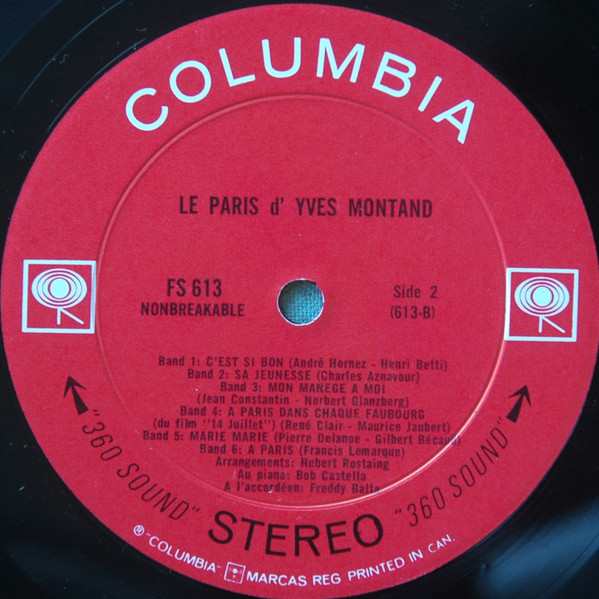 COLUMBIA
LE PARIS d' YVES MONTAND
FS 613
NONBREAKABLE
Side 2
(613-B)
Band 1: C'EST SI BON (André Hornez - Henri Betti)
Band 2: SA JEUNESSE (Charles Aznavour)
Band 3: MON MANEGE A MOI
(Jean Constantin - Norbert Glanzberg)
Band 4: A PARIS DANS CHAQUE FAUBOURG
(du film "14 Juillet") (René Clair - Maurice Jaubert)
Band 5: MARIE MARIE (Pierre Delanoe - Gilbert Bécaud)
Band 6: A PARIS (Francis Lemarque)
Arrangements: Hubert Rostaing
Au piano: Bob Castella
A l'accordéon: Freddy Balta
"360 SOUND" STEREO "360 SOUND"
® "COLUMBIA" MARCAS REG PRINTED IN CAN.